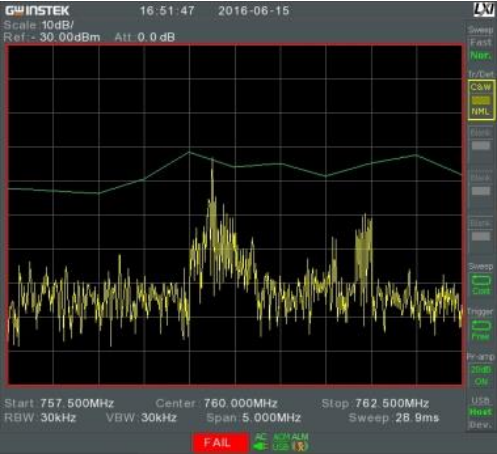 GWINSTEK 16:51:47 2016-06-15 LXI
Scale:10dB/
Ref:- 30.00dBm Att:0.0 dB
Sweep
Fast
Nor.
Tr/Det
C&W
NML
Blank
Blank
Blank
Sweep
Cont
Trigger
Free
Pr-amp
20dB
ON
USB
Host
Dev.
Start:757.500MHz Center:760.000MHz Stop:762.500MHz
RBW:30kHz VBW:30kHz Span:5.000MHz Sweep:28.9ms
FAIL AC ACM ALM
USB